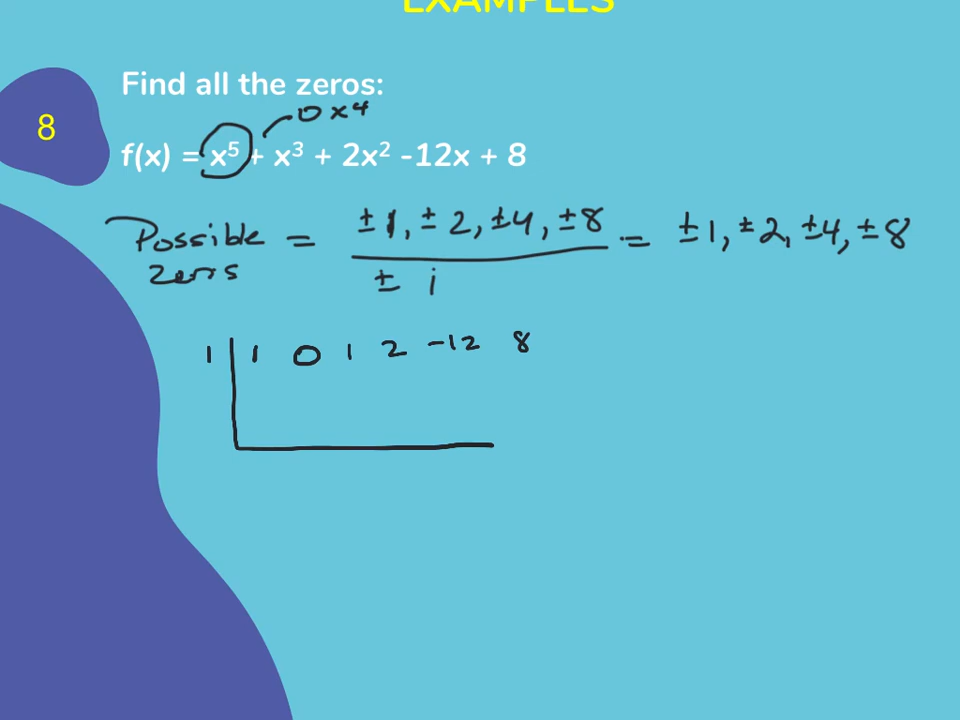 EXAMPLES
Find all the zeros:
0x4
8
f(x) = x⁵ + x³ + 2x² -12x + 8
Possible zeros = ±1, ±2, ±4, ±8 / ± 1 = ±1, ±2, ±4, ±8
1 | 1 0 1 2 -12 8